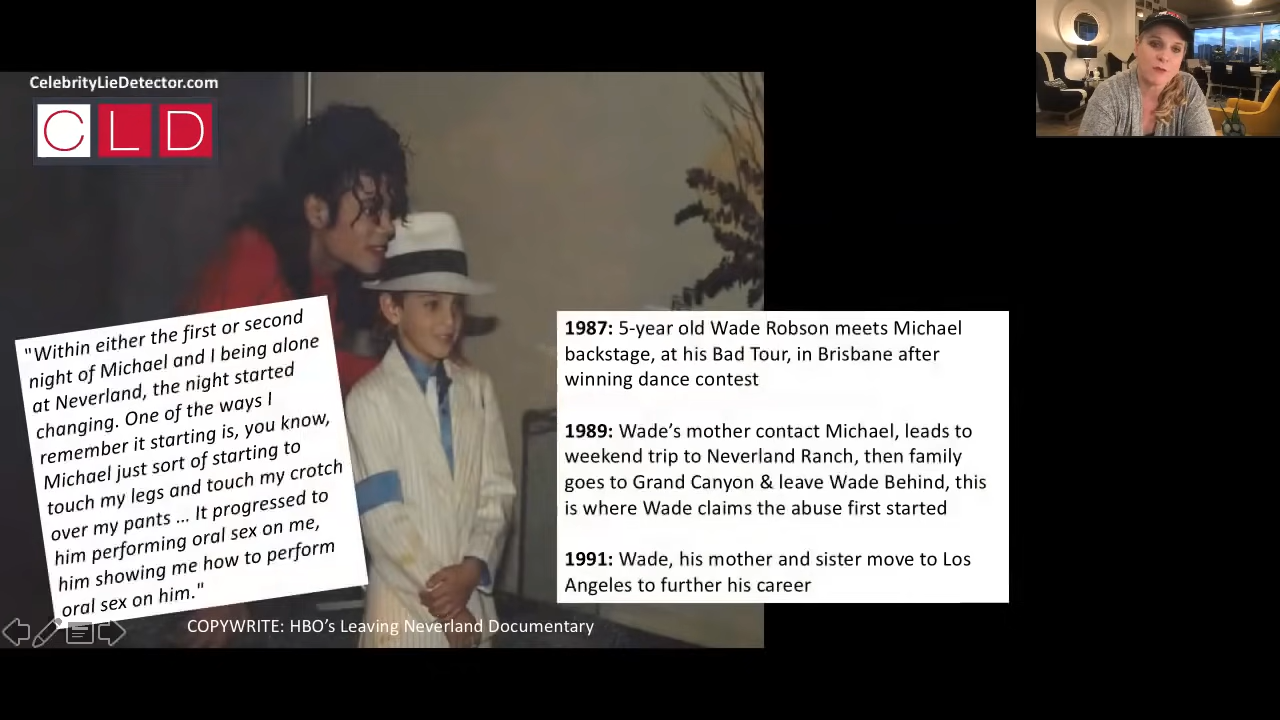 CelebrityLieDetector.com
CLD
"Within either the first or second
night of Michael and I being alone
at Neverland, the night started
changing. One of the ways I
remember it starting is, you know,
Michael just sort of starting to
touch my legs and touch my crotch
over my pants ... It progressed to
him performing oral sex on me,
him showing me how to perform
oral sex on him."
1987: 5-year old Wade Robson meets Michael
backstage, at his Bad Tour, in Brisbane after
winning dance contest
1989: Wade's mother contact Michael, leads to
weekend trip to Neverland Ranch, then family
goes to Grand Canyon & leave Wade Behind, this
is where Wade claims the abuse first started
1991: Wade, his mother and sister move to Los
Angeles to further his career
COPYWRITE: HBO's Leaving Neverland Documentary